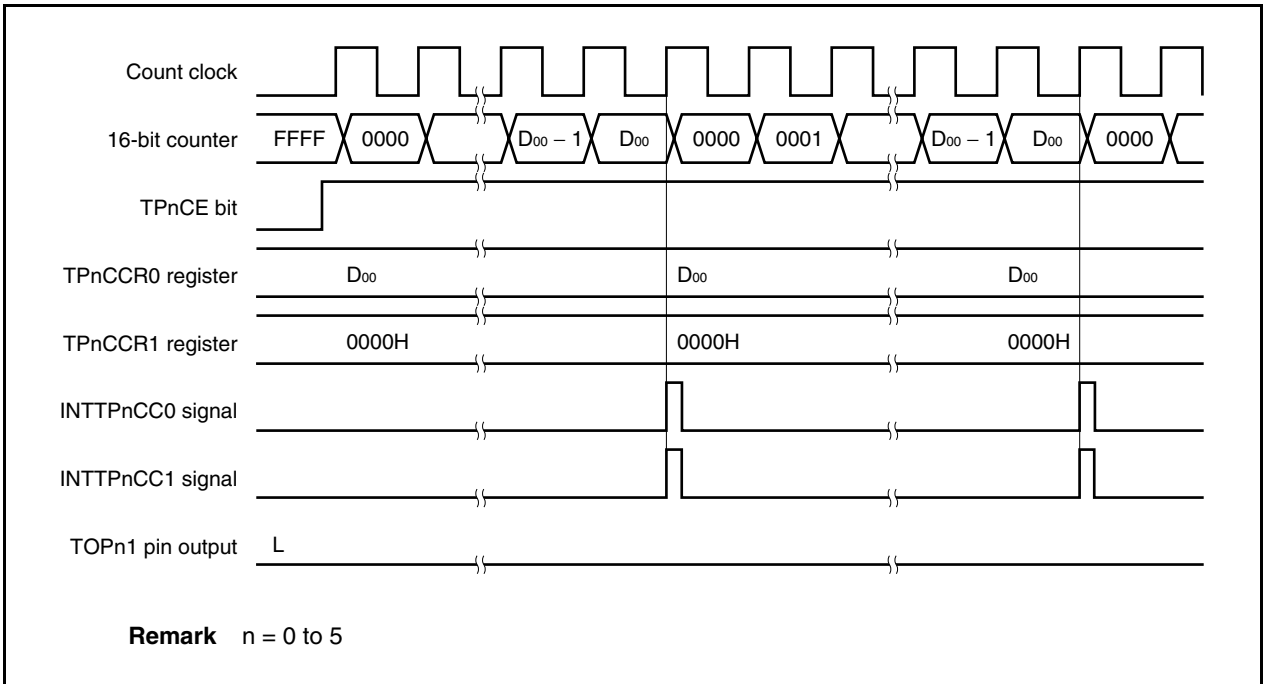 Count clock
16-bit counter FFFF 0000 D00 – 1 D00 0000 0001 D00 – 1 D00 0000
TPnCE bit
TPnCCR0 register D00 D00 D00
TPnCCR1 register 0000H 0000H 0000H
INTTPnCC0 signal
INTTPnCC1 signal
TOPn1 pin output L
Remark n = 0 to 5